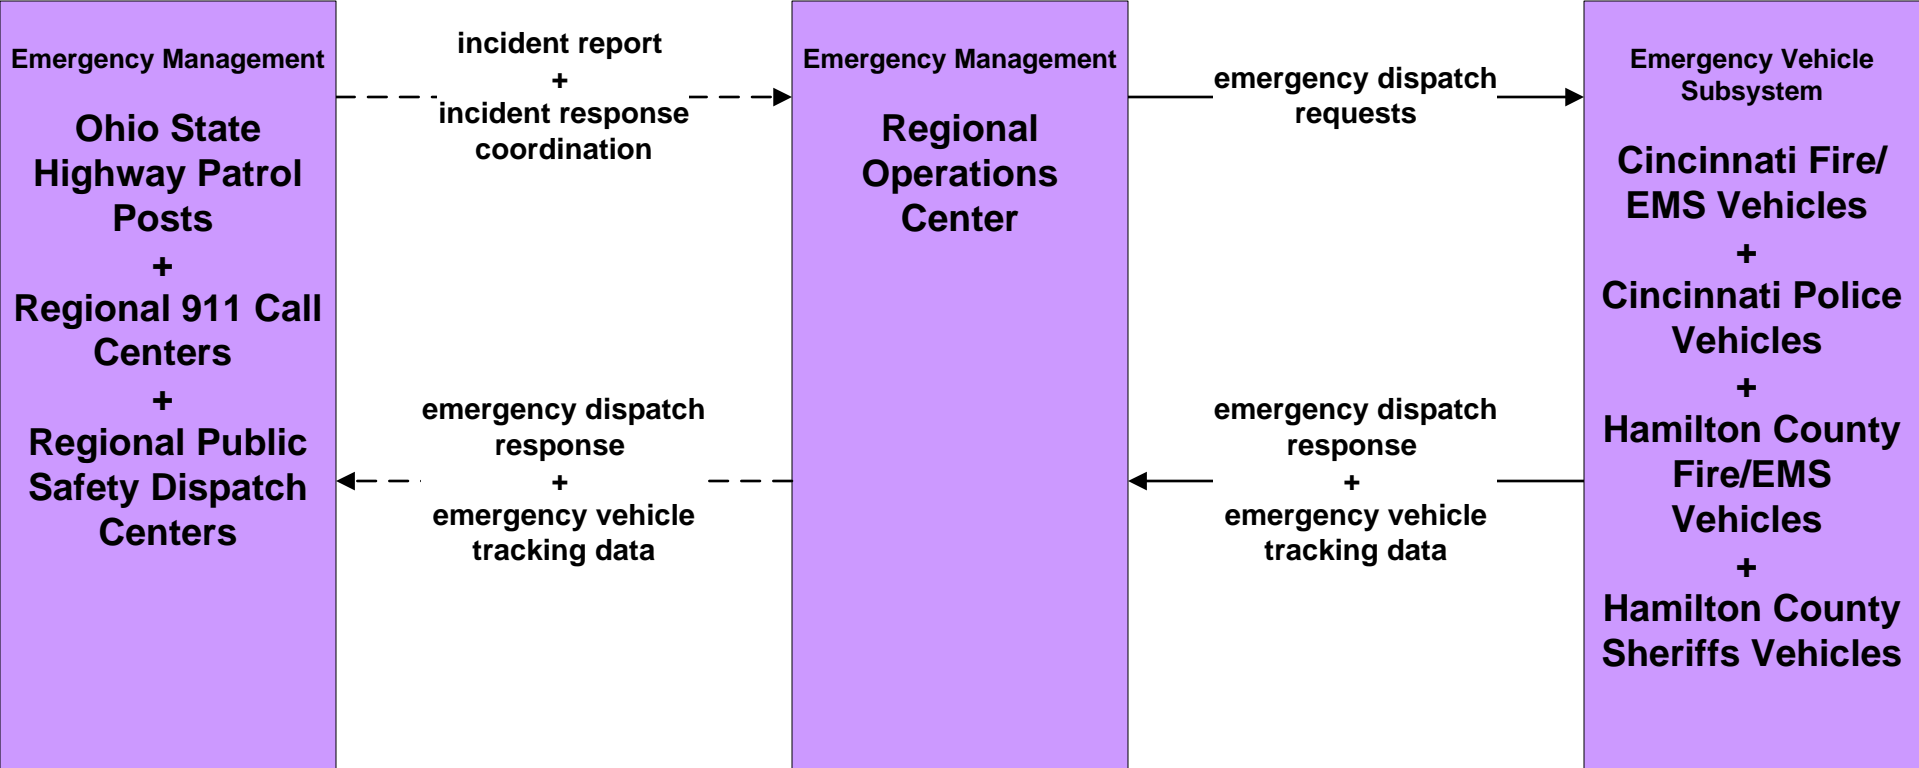 Emergency Management
Ohio State
Highway Patrol
Posts
+
Regional 911 Call
Centers
+
Regional Public
Safety Dispatch
Centers
incident report
+
incident response
coordination
emergency dispatch
response
+
emergency vehicle
tracking data
Emergency Management
Regional
Operations
Center
emergency dispatch
requests
emergency dispatch
response
+
emergency vehicle
tracking data
Emergency Vehicle
Subsystem
Cincinnati Fire/
EMS Vehicles
+
Cincinnati Police
Vehicles
+
Hamilton County
Fire/EMS
Vehicles
+
Hamilton County
Sheriffs Vehicles